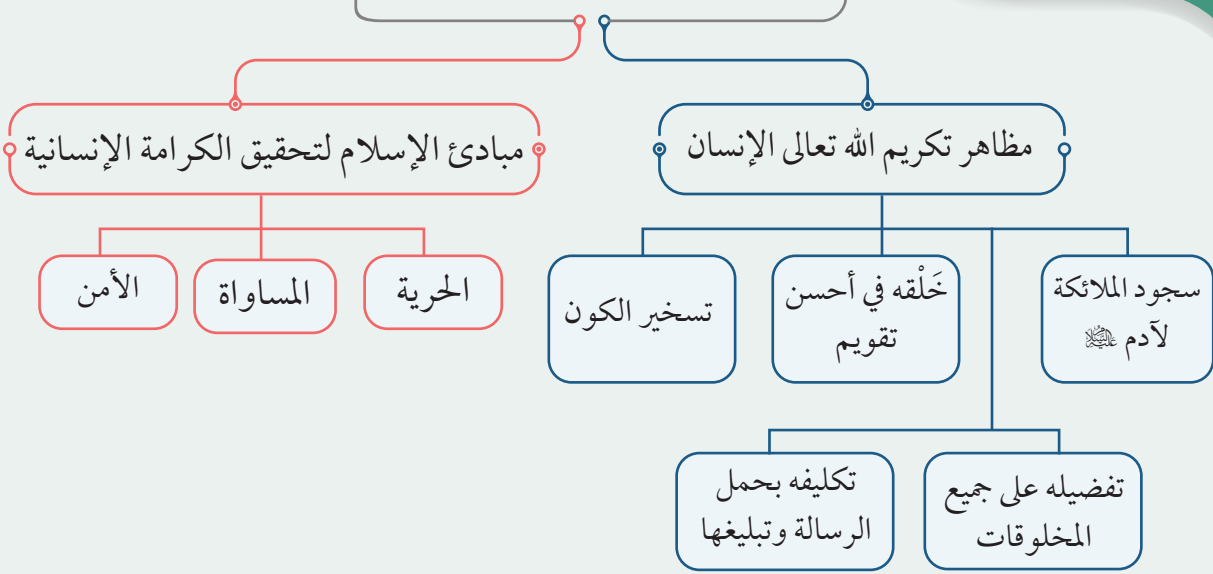 مظاهر تكريم الله تعالى الإنسان
سجود الملائكة
لآدم عليه السلام
خَلْقه في أحسن
تقويم
تسخير الكون
تفضيله على جميع
المخلوقات
تكليفه بحمل
الرسالة وتبليغها
مبادئ الإسلام لتحقيق الكرامة الإنسانية
الحرية
المساواة
الأمن